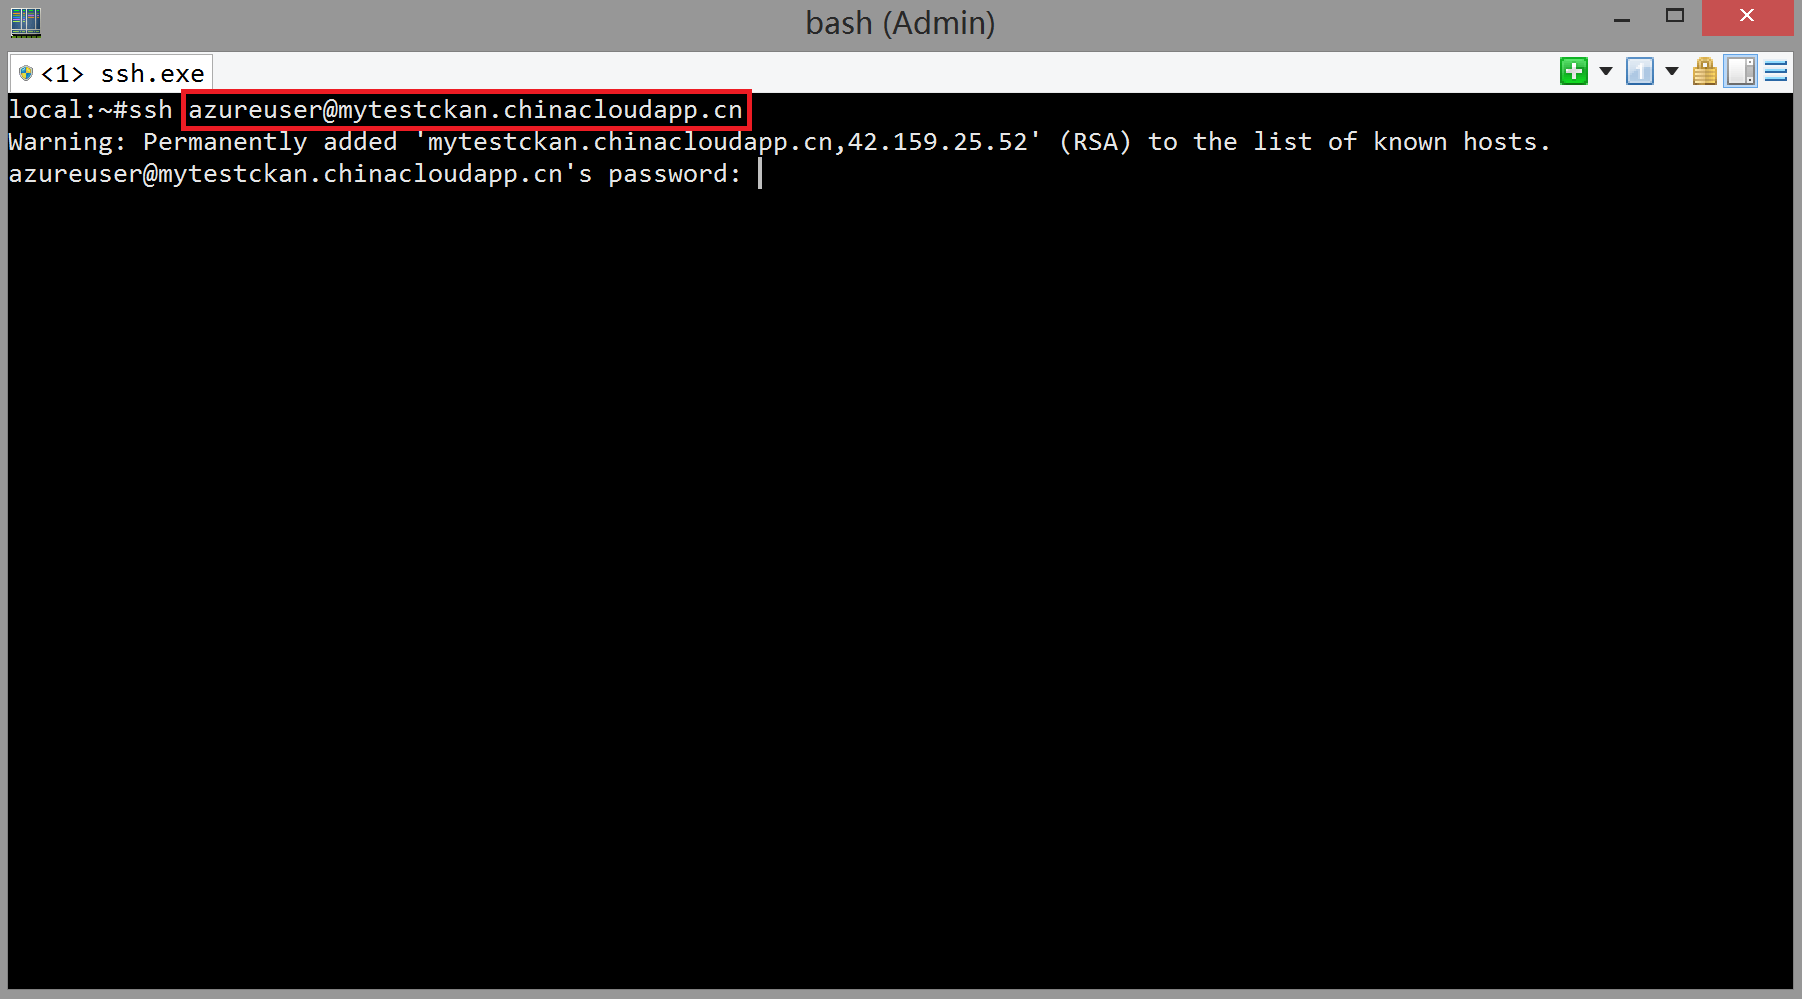 bash (Admin)
<1> ssh.exe
1
local:~#ssh azureuser@mytestckan.chinacloudapp.cn
Warning: Permanently added 'mytestckan.chinacloudapp.cn,42.159.25.52' (RSA) to the list of known hosts.
azureuser@mytestckan.chinacloudapp.cn's password: